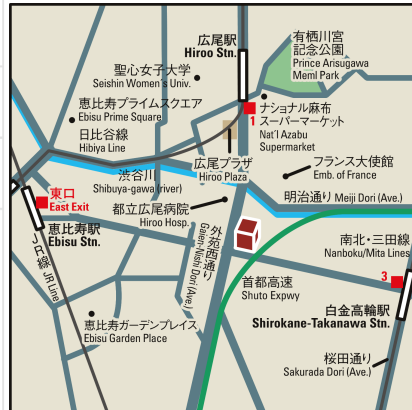 広尾駅
Hiroo Stn.
有栖川宮
記念公園
Prince Arisugawa
Meml Park
聖心女子大学
Seishin Women's Univ.
恵比寿プライムスクエア
Ebisu Prime Square
日比谷線
Hibiya Line
1
ナショナル麻布
スーパーマーケット
Nat'l Azabu
Supermarket
広尾プラザ
Hiroo Plaza
フランス大使館
Emb. of France
渋谷川
Shibuya-gawa (river)
東口
East Exit
都立広尾病院
Hiroo Hosp.
明治通り Meiji Dori (Ave.)
恵比寿駅
Ebisu Stn.
JR線 JR Line
外苑西通り
Gaien-Nishi Dori (Ave.)
南北・三田線
Nanboku/Mita Lines
首都高速
Shuto Expwy
3
白金高輪駅
Shirokane-Takanawa Stn.
恵比寿ガーデンプレイス
Ebisu Garden Place
桜田通り
Sakurada Dori (Ave.)